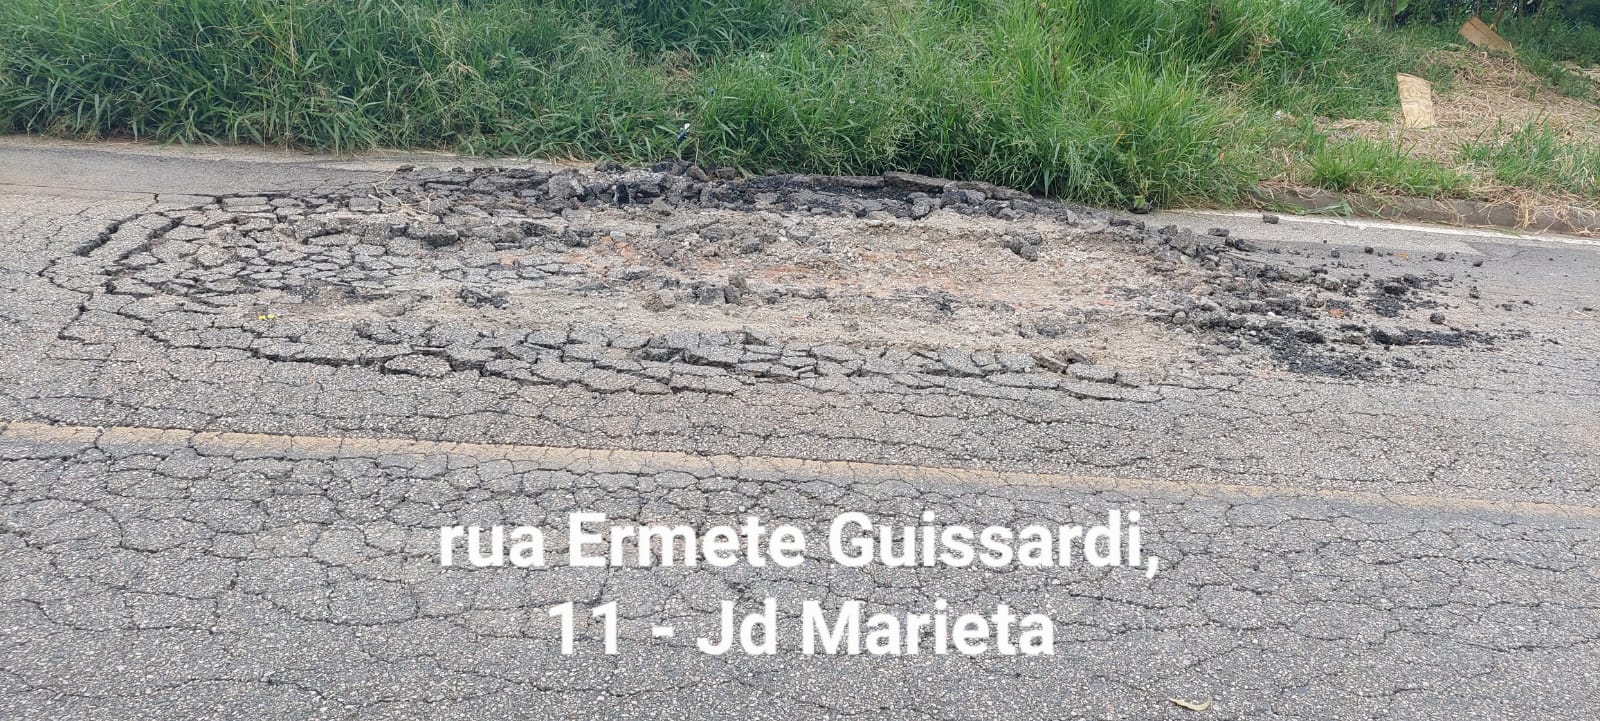 rua Ermete Guissardi,
11 - Jd Marieta